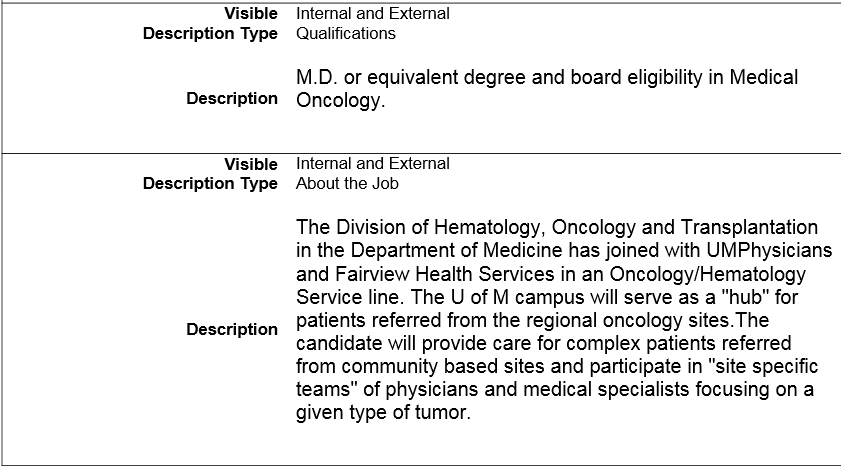 Visible Internal and External
Description Type Qualifications
M.D. or equivalent degree and board eligibility in Medical
Description Oncology.
Visible Internal and External
Description Type About the Job
The Division of Hematology, Oncology and Transplantation
in the Department of Medicine has joined with UMPhysicians
and Fairview Health Services in an Oncology/Hematology
Service line. The U of M campus will serve as a "hub" for
patients referred from the regional oncology sites.The
Description
candidate will provide care for complex patients referred
from community based sites and participate in "site specific
teams" of physicians and medical specialists focusing on a
given type of tumor.